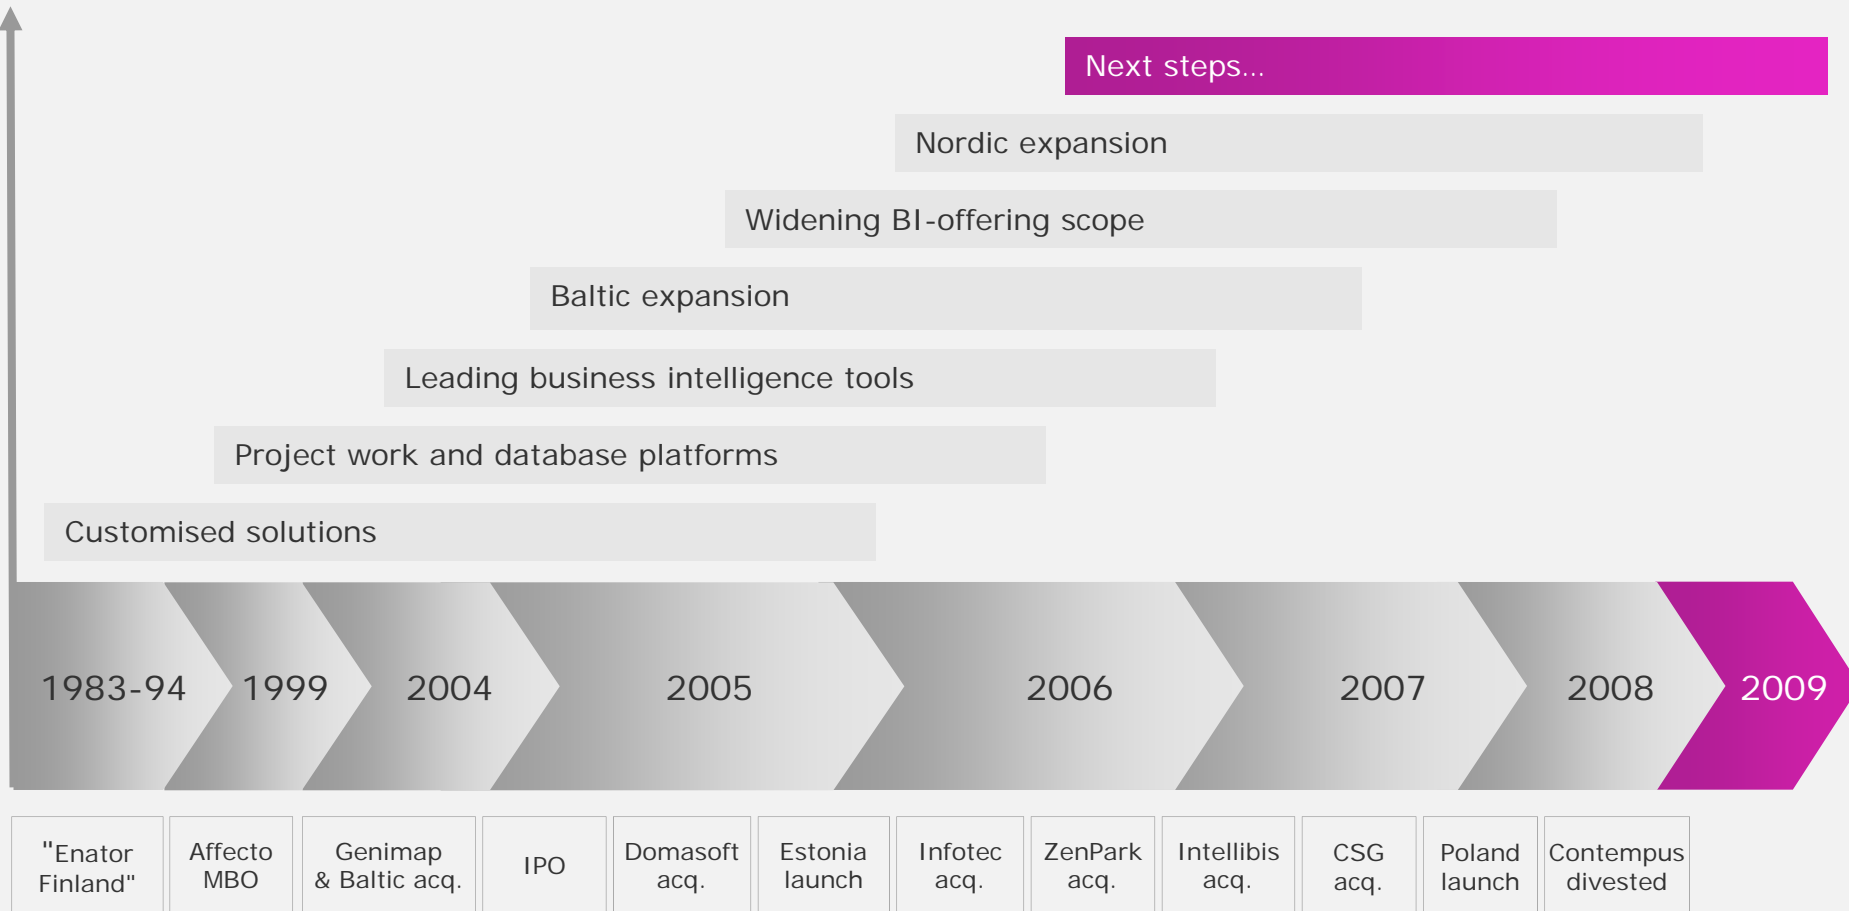 Next steps...
Nordic expansion
Widening BI-offering scope
Baltic expansion
Leading business intelligence tools
Project work and database platforms
Customised solutions
1983-94
1999
2004
2005
2006
2007
2008
2009
"Enator
Finland"
Affecto
MBO
Genimap
& Baltic acq.
IPO
Domasoft
acq.
Estonia
launch
Infotec
acq.
ZenPark
acq.
Intellibis
acq.
CSG
acq.
Poland
launch
Contempus
divested